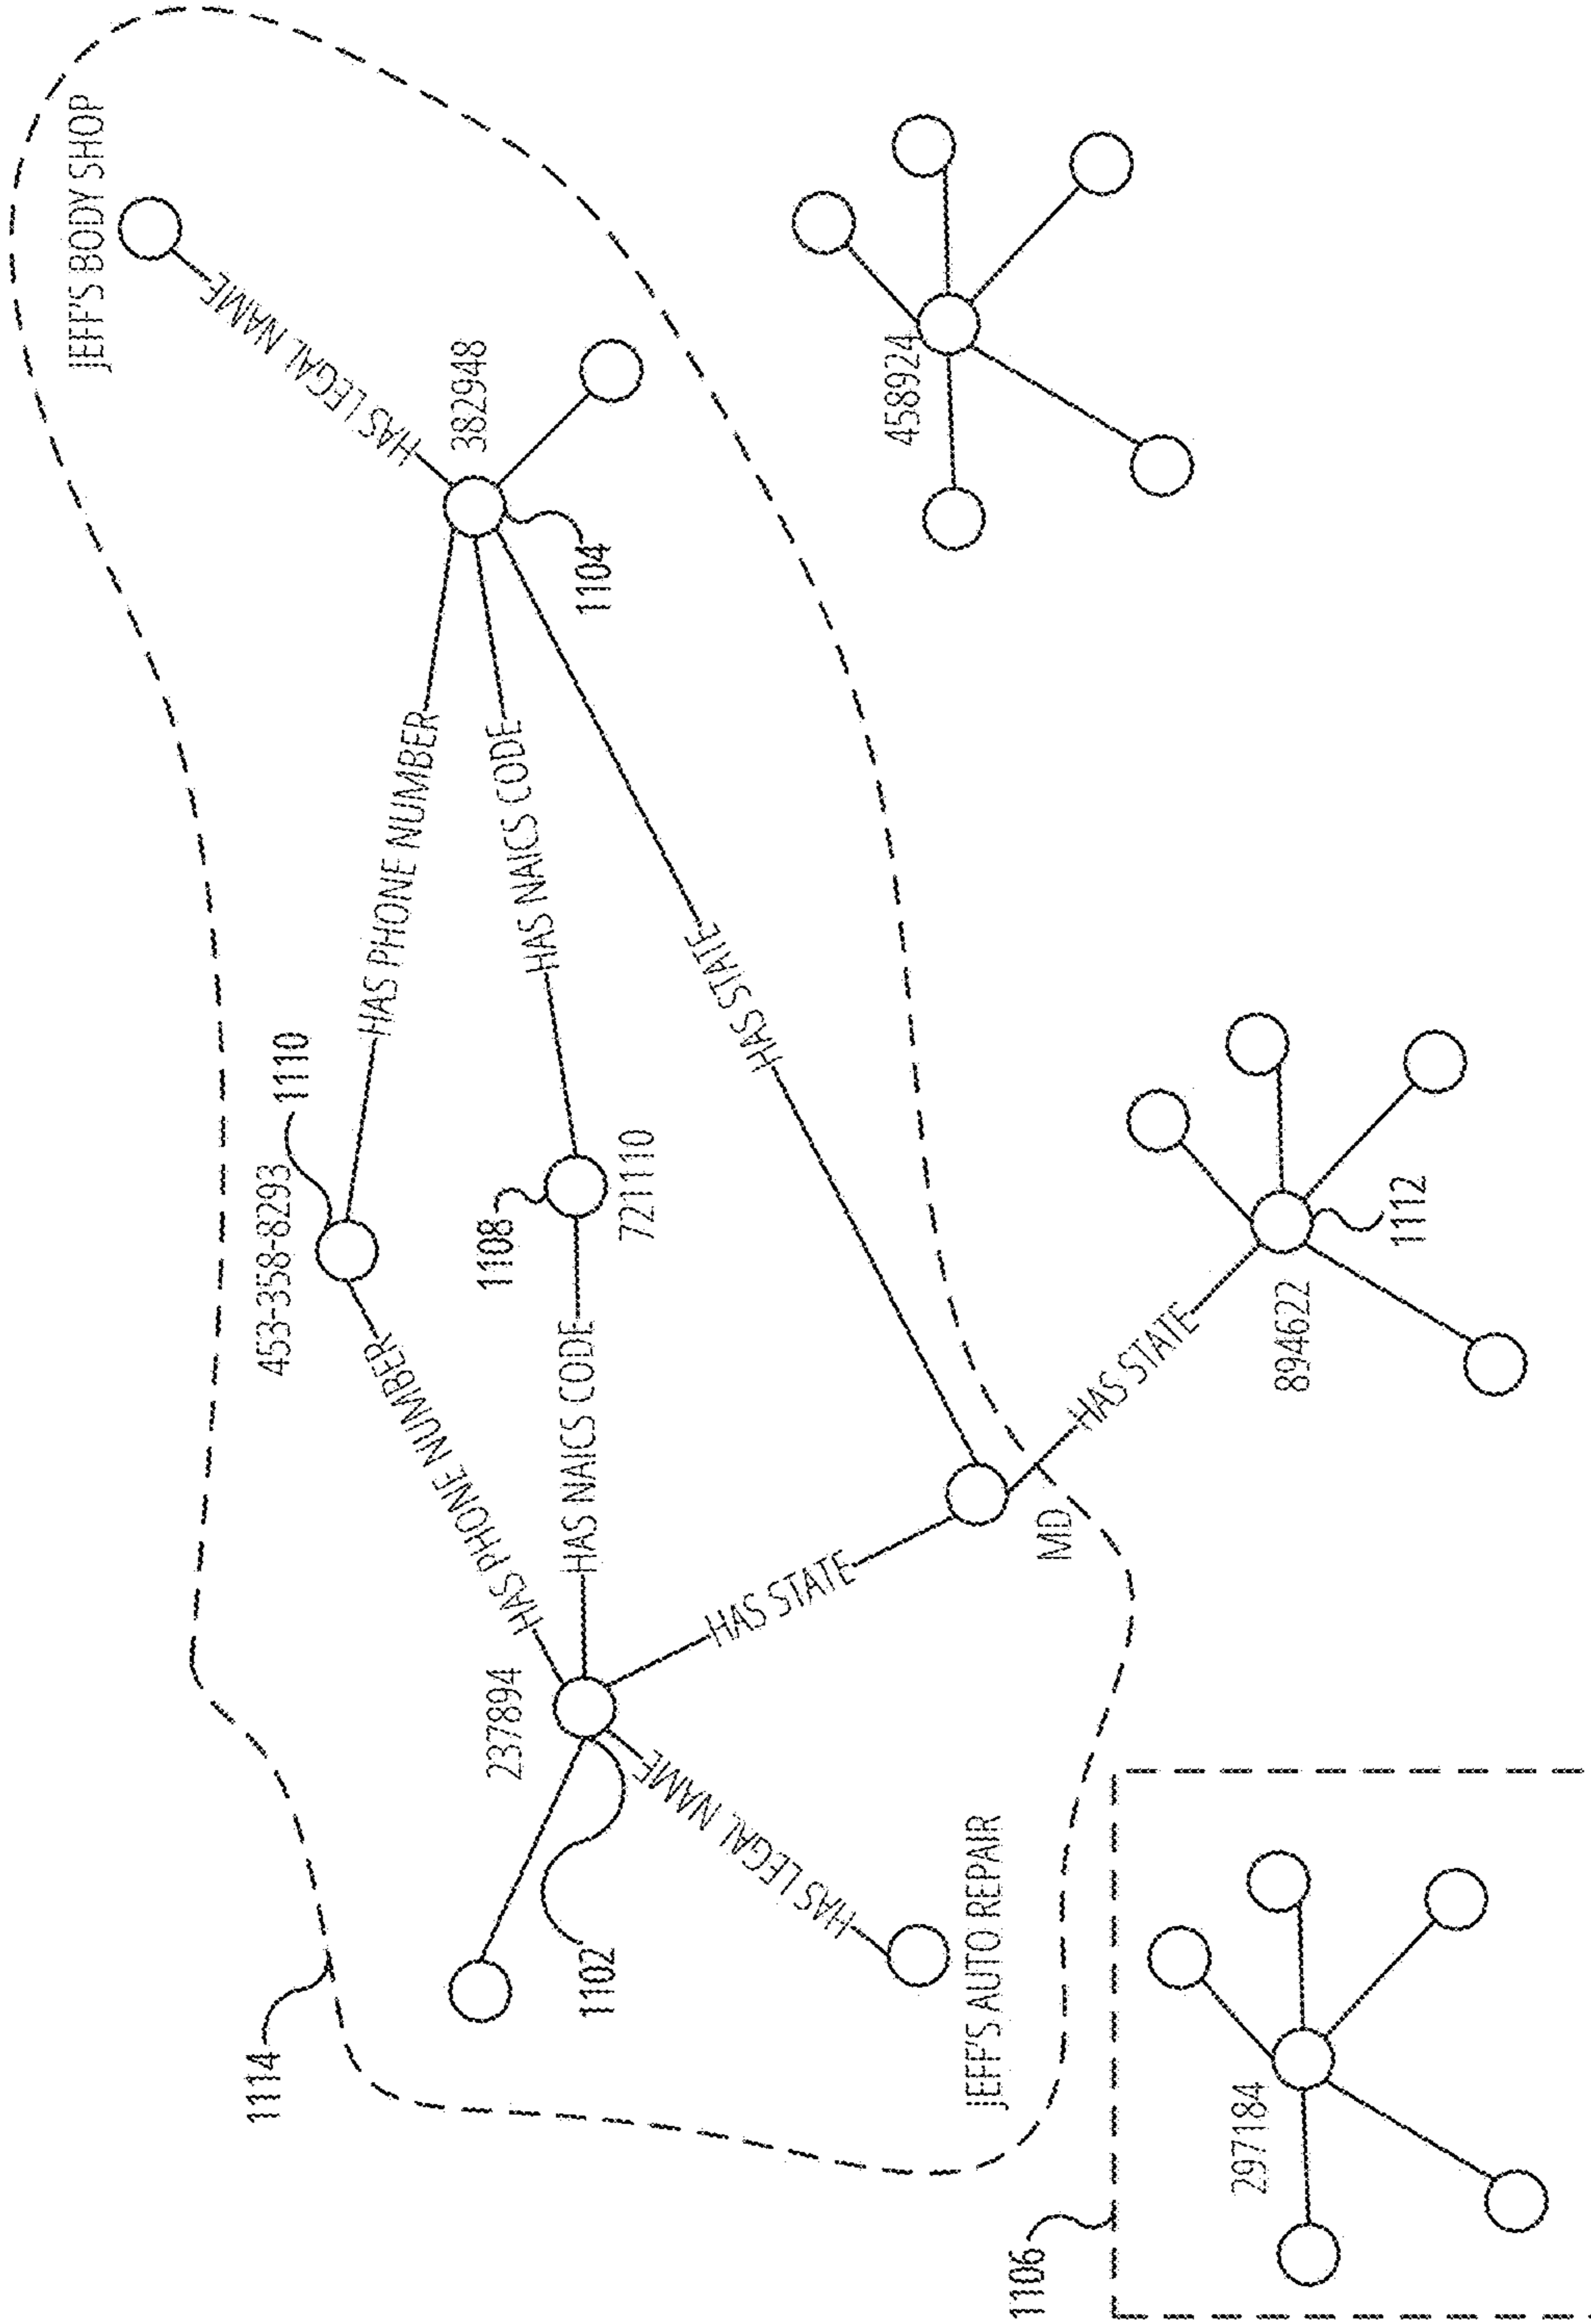 1114
1102
237894
HAS LEGAL NAME
JEFF'S AUTO REPAIR
HAS PHONE NUMBER
453-358-8293
1110
HAS PHONE NUMBER
HAS NAICS CODE
1108
721110
HAS NAICS CODE
HAS STATE
MD
HAS STATE
1104
382948
HAS LEGAL NAME
JEFF'S BODY SHOP
HAS STATE
894622
1112
458924
1106
297184